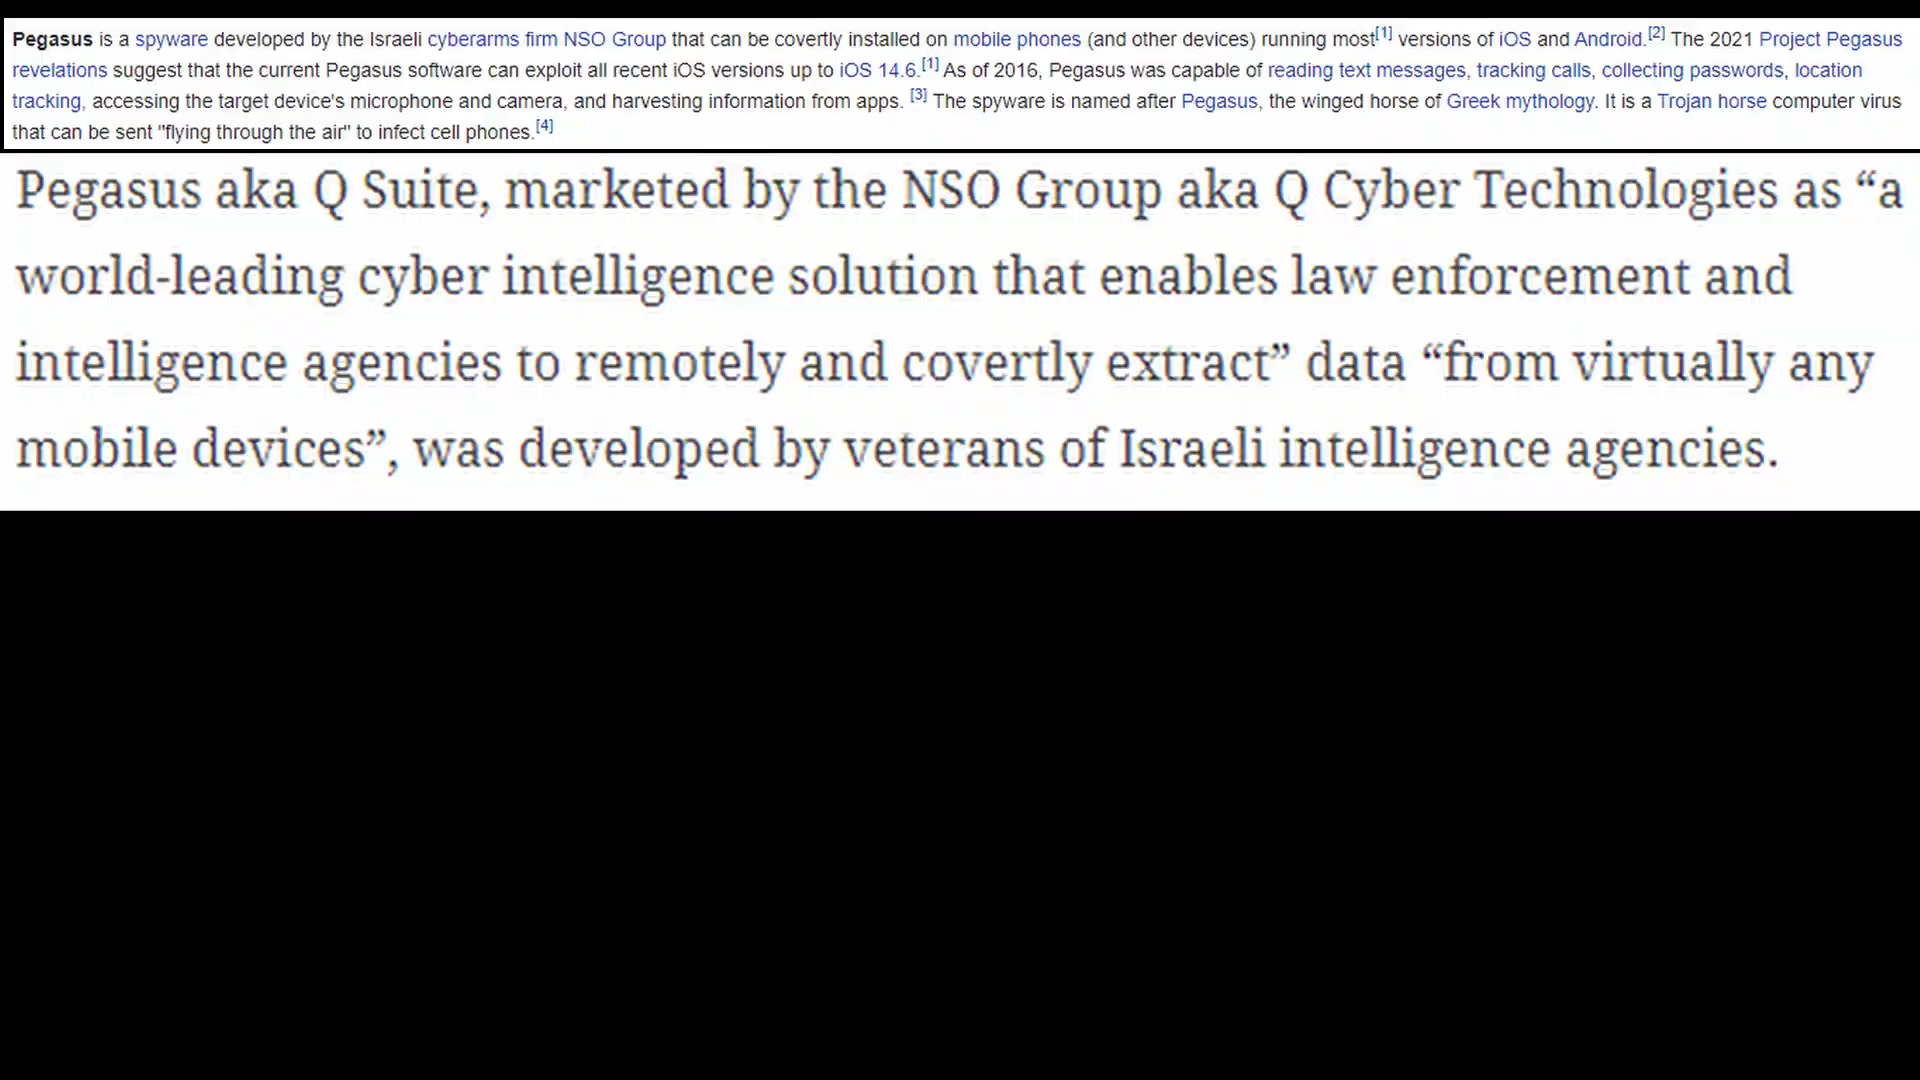 Pegasus is a spyware developed by the Israeli cyberarms firm NSO Group that can be covertly installed on mobile phones (and other devices) running most[1] versions of iOS and Android.[2] The 2021 Project Pegasus
revelations suggest that the current Pegasus software can exploit all recent iOS versions up to iOS 14.6.[1] As of 2016, Pegasus was capable of reading text messages, tracking calls, collecting passwords, location
tracking, accessing the target device's microphone and camera, and harvesting information from apps. [3] The spyware is named after Pegasus, the winged horse of Greek mythology. It is a Trojan horse computer virus
that can be sent "flying through the air" to infect cell phones.[4]
Pegasus aka Q Suite, marketed by the NSO Group aka Q Cyber Technologies as “a
world-leading cyber intelligence solution that enables law enforcement and
intelligence agencies to remotely and covertly extract” data “from virtually any
mobile devices”, was developed by veterans of Israeli intelligence agencies.